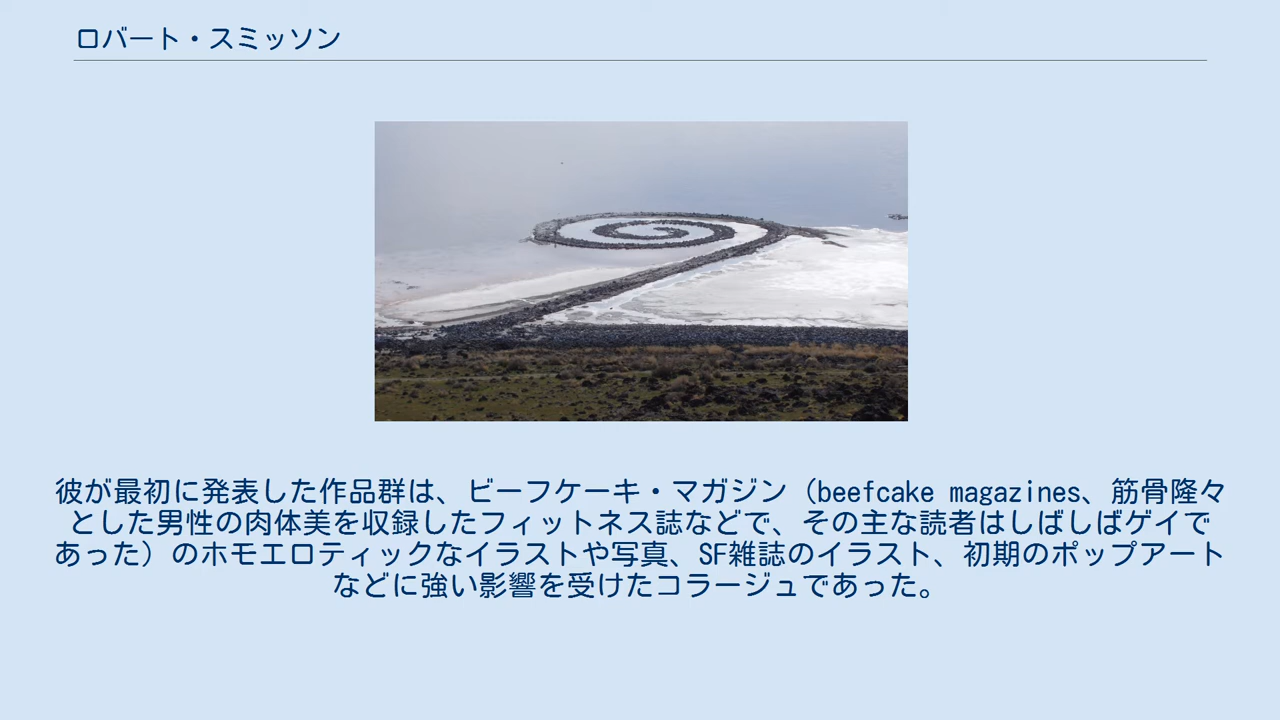 ロバート・スミッソン
彼が最初に発表した作品群は、ビーフケーキ・マガジン（beefcake magazines、筋骨隆々
とした男性の肉体美を収録したフィットネス誌などで、その主な読者はしばしばゲイで
あった）のホモエロティックなイラストや写真、SF雑誌のイラスト、初期のポップアート
などに強い影響を受けたコラージュであった。